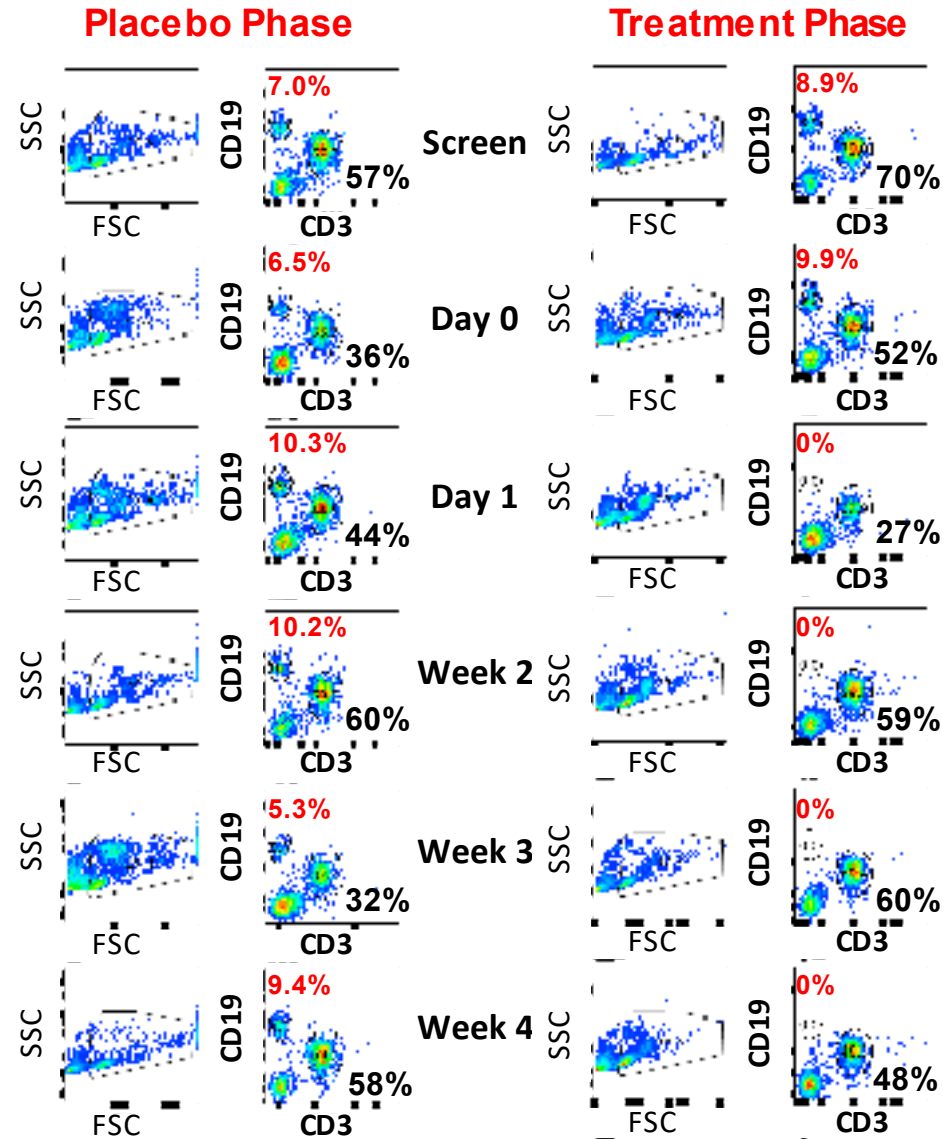 Placebo Phase Treatment Phase
SSC CD19 7.0% 57% Screen SSC CD19 8.9% 70%
FSC CD3 FSC CD3
SSC CD19 6.5% 36% Day 0 SSC CD19 9.9% 52%
FSC CD3 FSC CD3
SSC CD19 10.3% 44% Day 1 SSC CD19 0% 27%
FSC CD3 FSC CD3
SSC CD19 10.2% 60% Week 2 SSC CD19 0% 59%
FSC CD3 FSC CD3
SSC CD19 5.3% 32% Week 3 SSC CD19 0% 60%
FSC CD3 FSC CD3
SSC CD19 9.4% 58% Week 4 SSC CD19 0% 48%
FSC CD3 FSC CD3